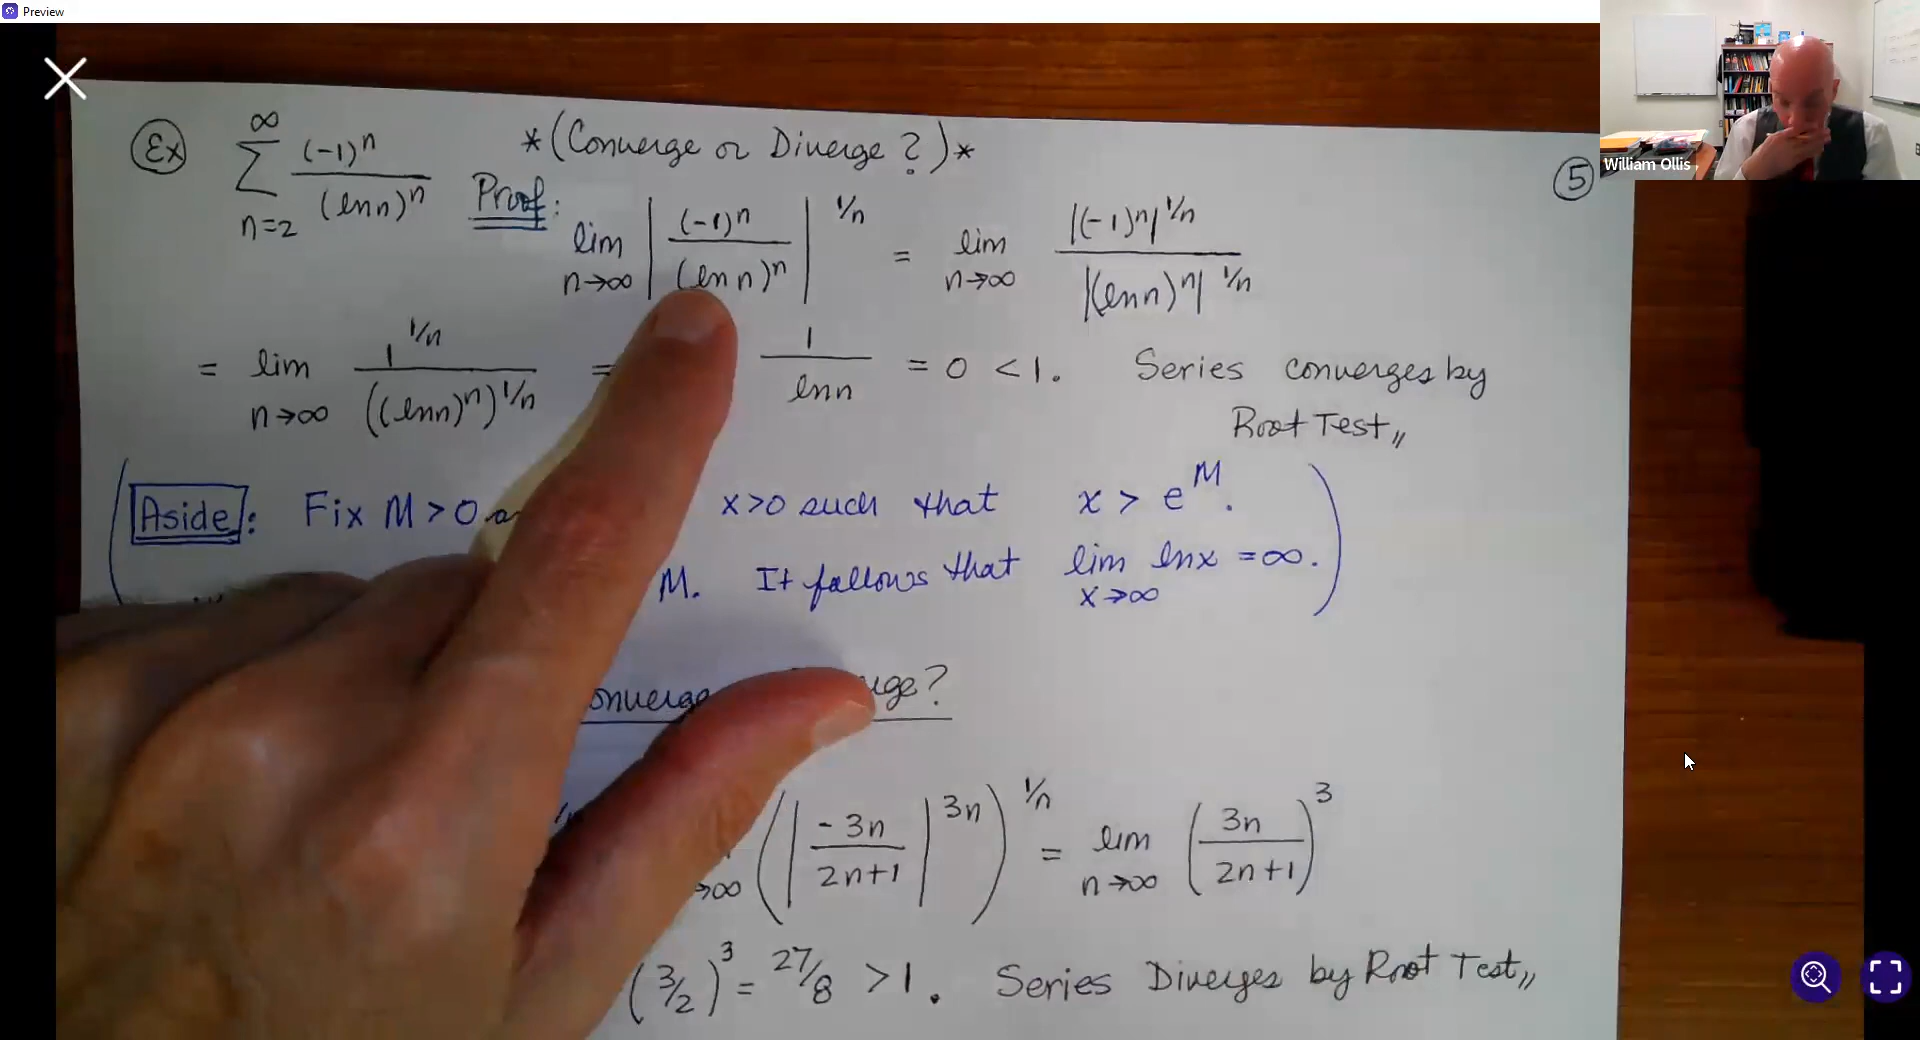 Preview
William Ollis
5
Ex ∑_{n=2}^{∞} (-1)^n / (ln n)^n *(Converge or Diverge?)*
Proof: lim_{n→∞} |(-1)^n / (ln n)^n|^{1/n} = lim_{n→∞} |(-1)^n|^{1/n} / |(ln n)^n|^{1/n}
= lim_{n→∞} 1^{1/n} / ((ln n)^n)^{1/n} = 1 / ln n = 0 < 1. Series converges by
Root Test,,
(Aside: Fix M > 0 x > 0 such that x > e^M.
M. It follows that lim_{x→∞} ln x = ∞.)
→∞ (|-3n / 2n+1|^{3n})^{1/n} = lim_{n→∞} (3n / 2n+1)^3
(3/2)^3 = 27/8 > 1. Series Diverges by Root Test,,